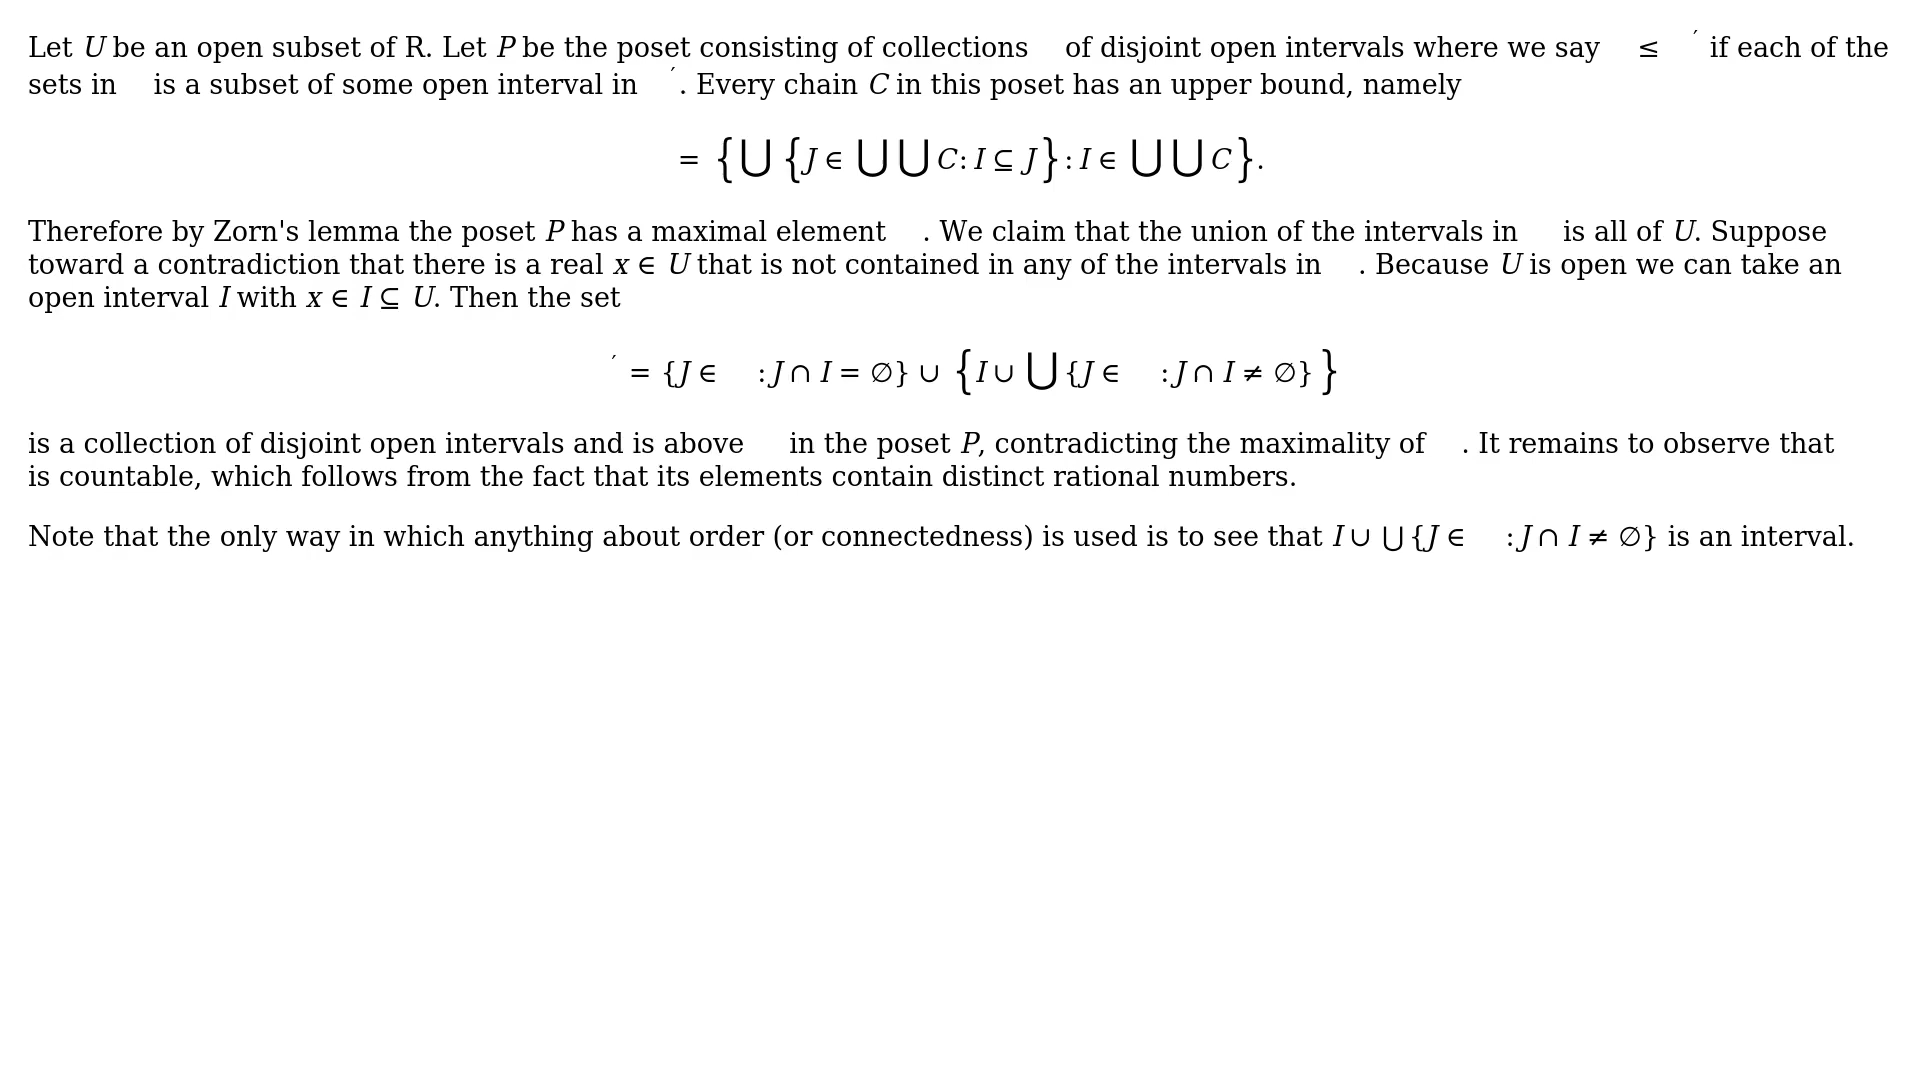 Let U be an open subset of R. Let P be the poset consisting of collections of disjoint open intervals where we say ≤ ′ if each of the
sets in is a subset of some open interval in ′. Every chain C in this poset has an upper bound, namely
= {⋃ {J ∈ ⋃ ⋃ C: I ⊆ J} : I ∈ ⋃ ⋃ C}.
Therefore by Zorn's lemma the poset P has a maximal element . We claim that the union of the intervals in is all of U. Suppose
toward a contradiction that there is a real x ∈ U that is not contained in any of the intervals in . Because U is open we can take an
open interval I with x ∈ I ⊆ U. Then the set
′ = {J ∈ : J ∩ I = ∅} ∪ {I ∪ ⋃ {J ∈ : J ∩ I ≠ ∅} }
is a collection of disjoint open intervals and is above in the poset P, contradicting the maximality of . It remains to observe that
is countable, which follows from the fact that its elements contain distinct rational numbers.
Note that the only way in which anything about order (or connectedness) is used is to see that I ∪ ⋃ {J ∈ : J ∩ I ≠ ∅} is an interval.